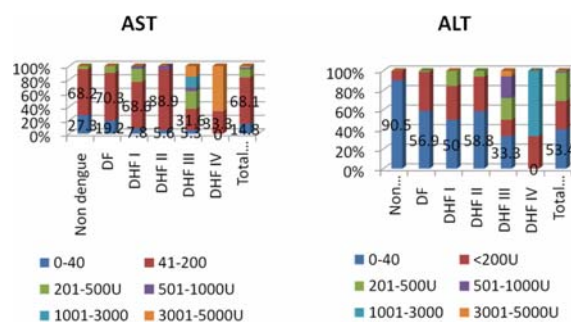 AST
100%
80%
60%
40%
20%
0%
68.2
70.3
68.6
88.9
31.6
33.3
68.1
27.3
19.2
7.8
5.6
5.3
0
14.8
Non dengue
DF
DHF I
DHF II
DHF III
DHF IV
Total...
0-40
41-200
201-500U
501-1000U
1001-3000
3001-5000U
ALT
100%
80%
60%
40%
20%
0%
90.5
56.9
50
58.8
33.3
0
53.4
Non...
DF
DHF I
DHF II
DHF III
DHF IV
Total...
0-40
<200U
201-500U
501-1000U
1001-3000
3001-5000U